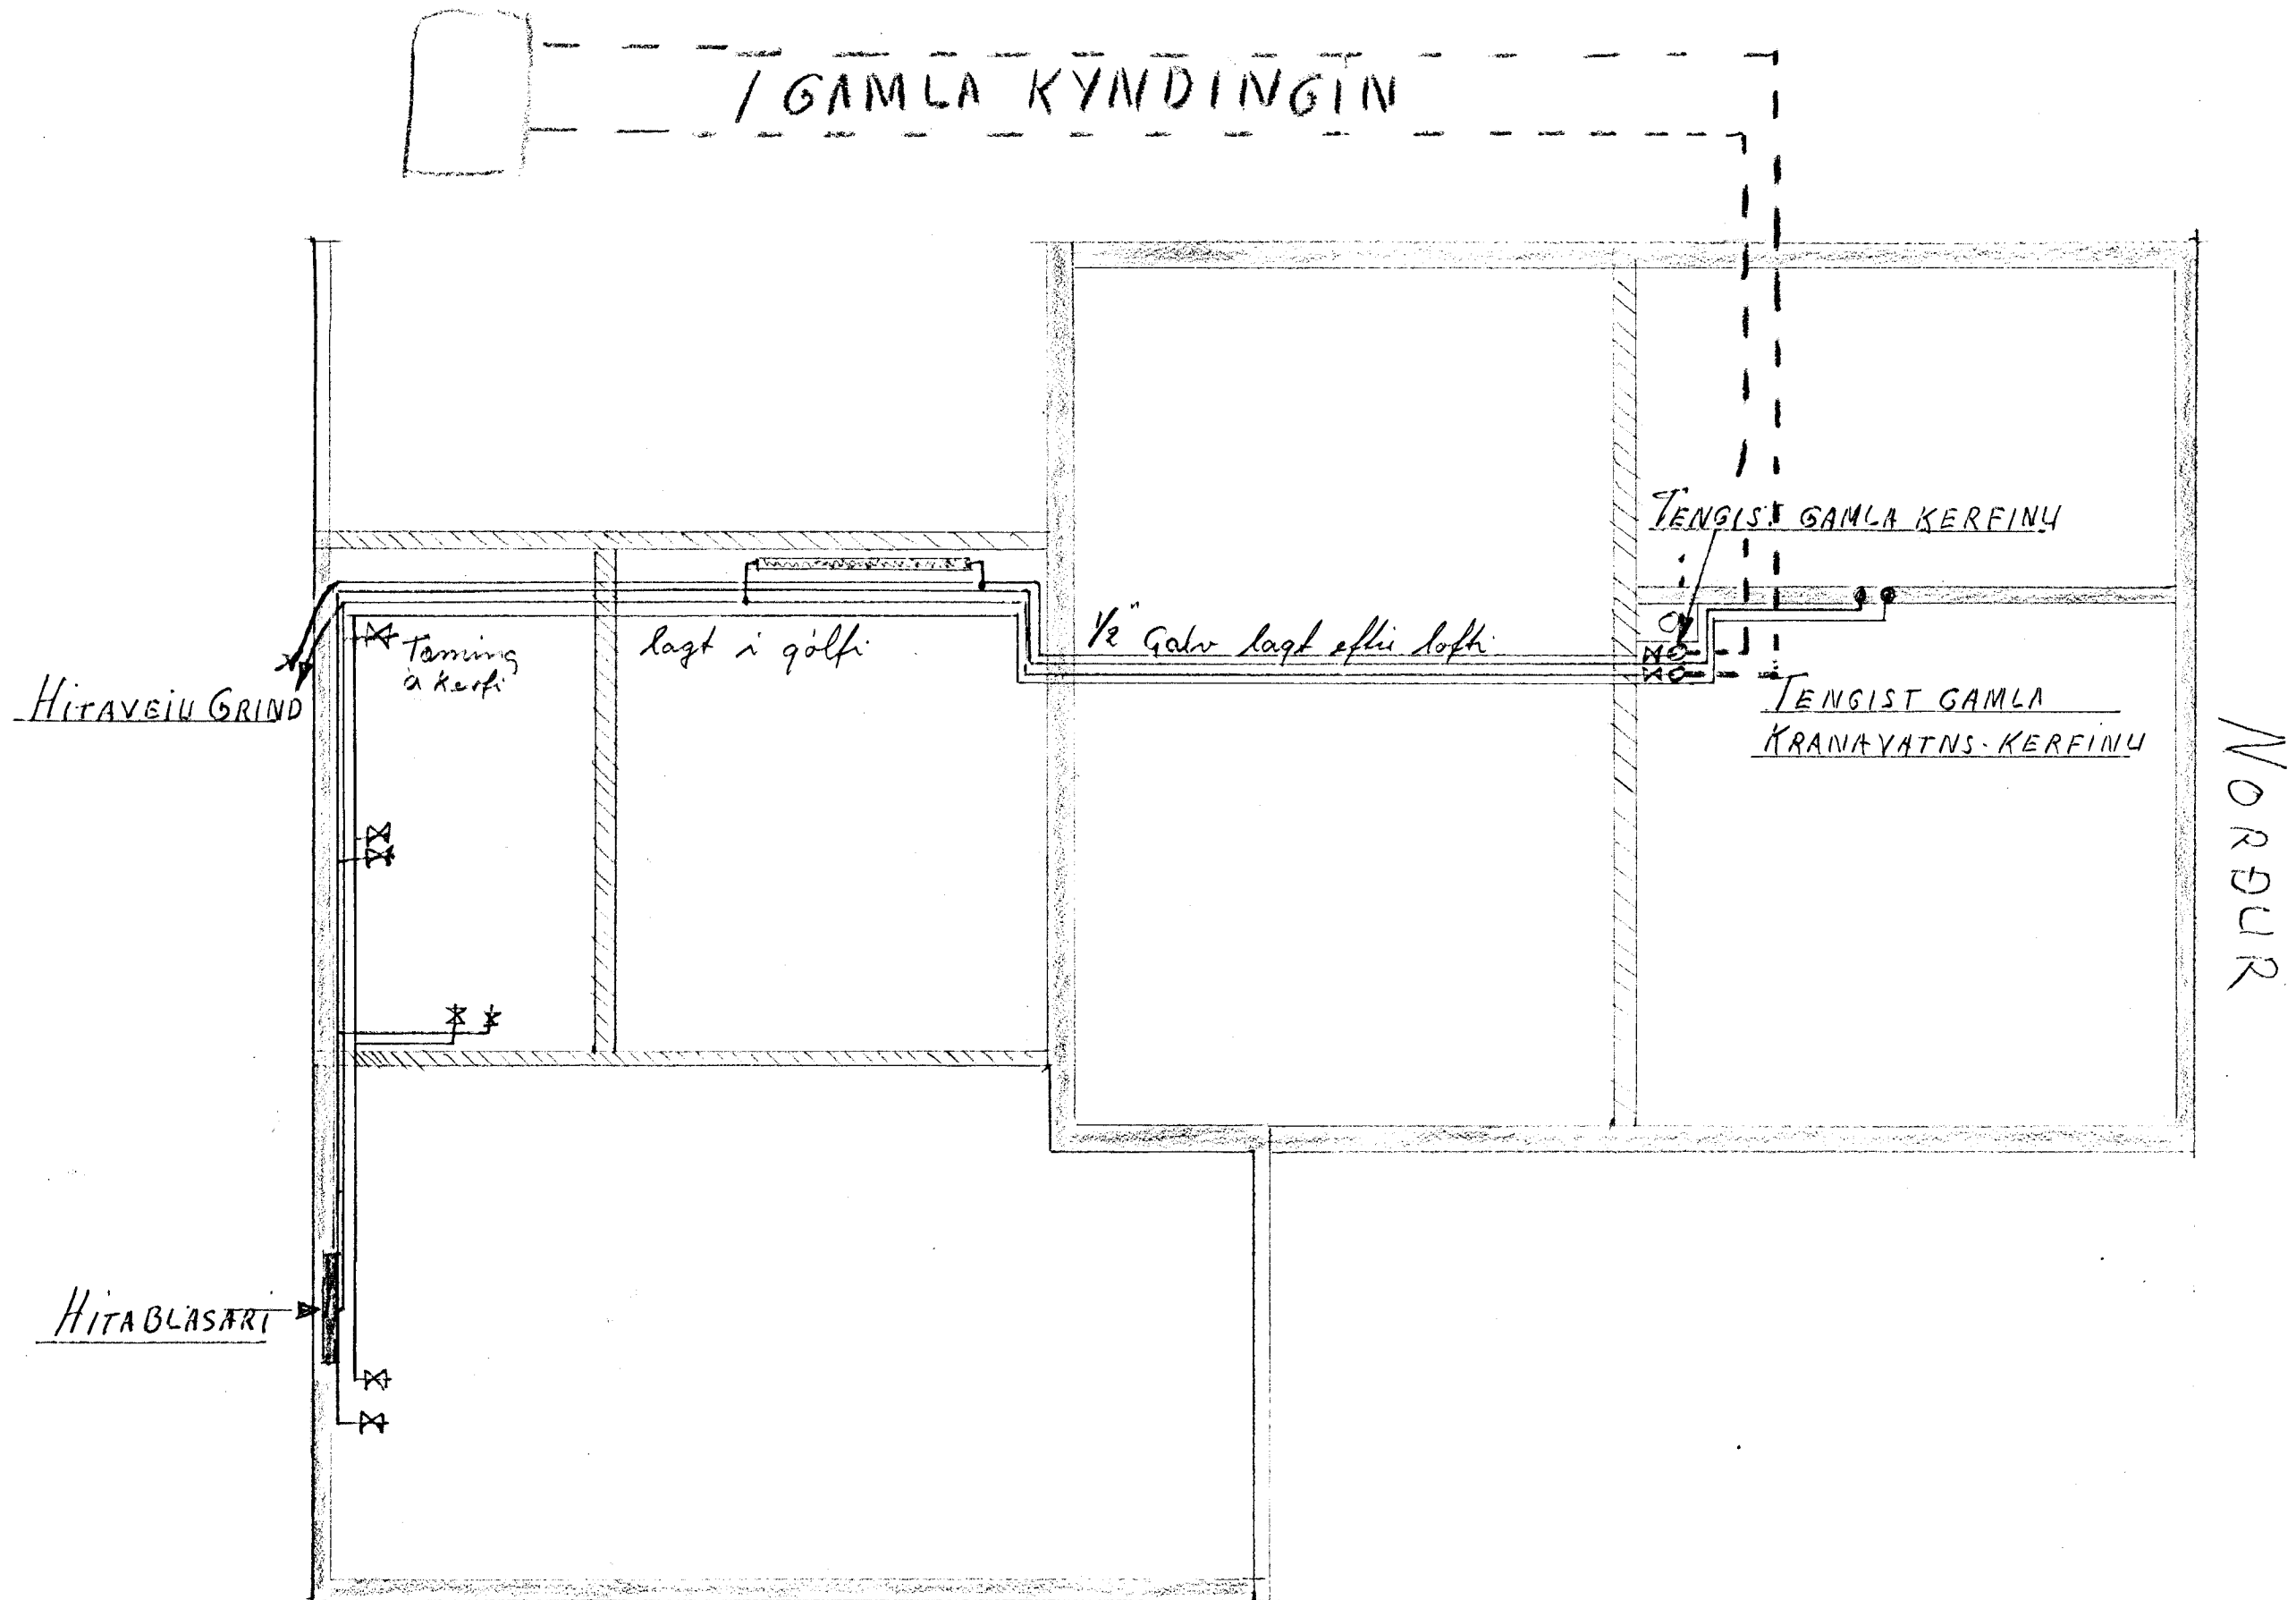 / GAMLA KYNDINGIN
TENGIST GAMLA KERFINU
Tæming
á kerfi
lagt í gólfi
1/2" Galv lagt eftir lofti
HITAVEITU GRIND
TENGIST GAMLA
KRANAVATNS-KERFINU
NORÐUR
HITABLÁSARI